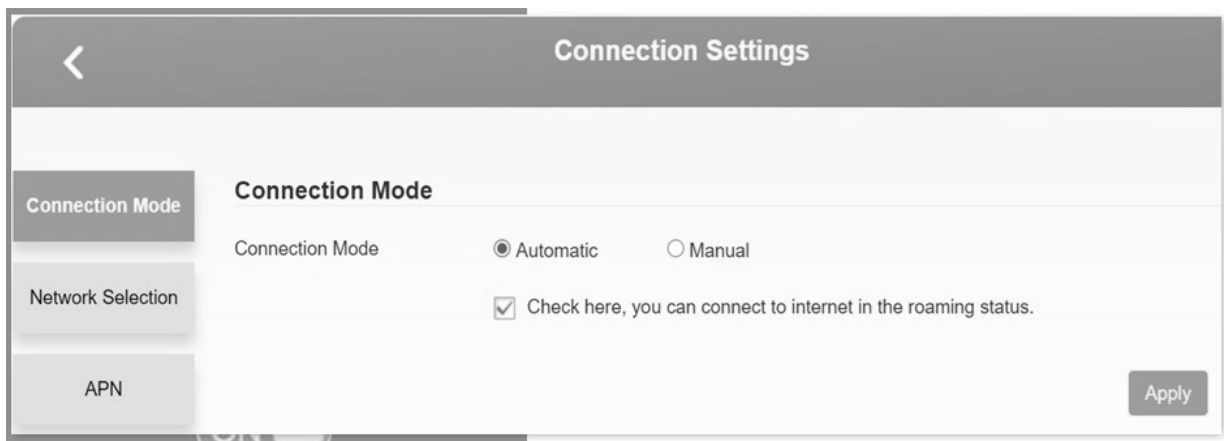 Connection Settings
Connection Mode
Connection Mode
Connection Mode
Automatic
Manual
Network Selection
Check here, you can connect to internet in the roaming status.
APN
Apply
ON